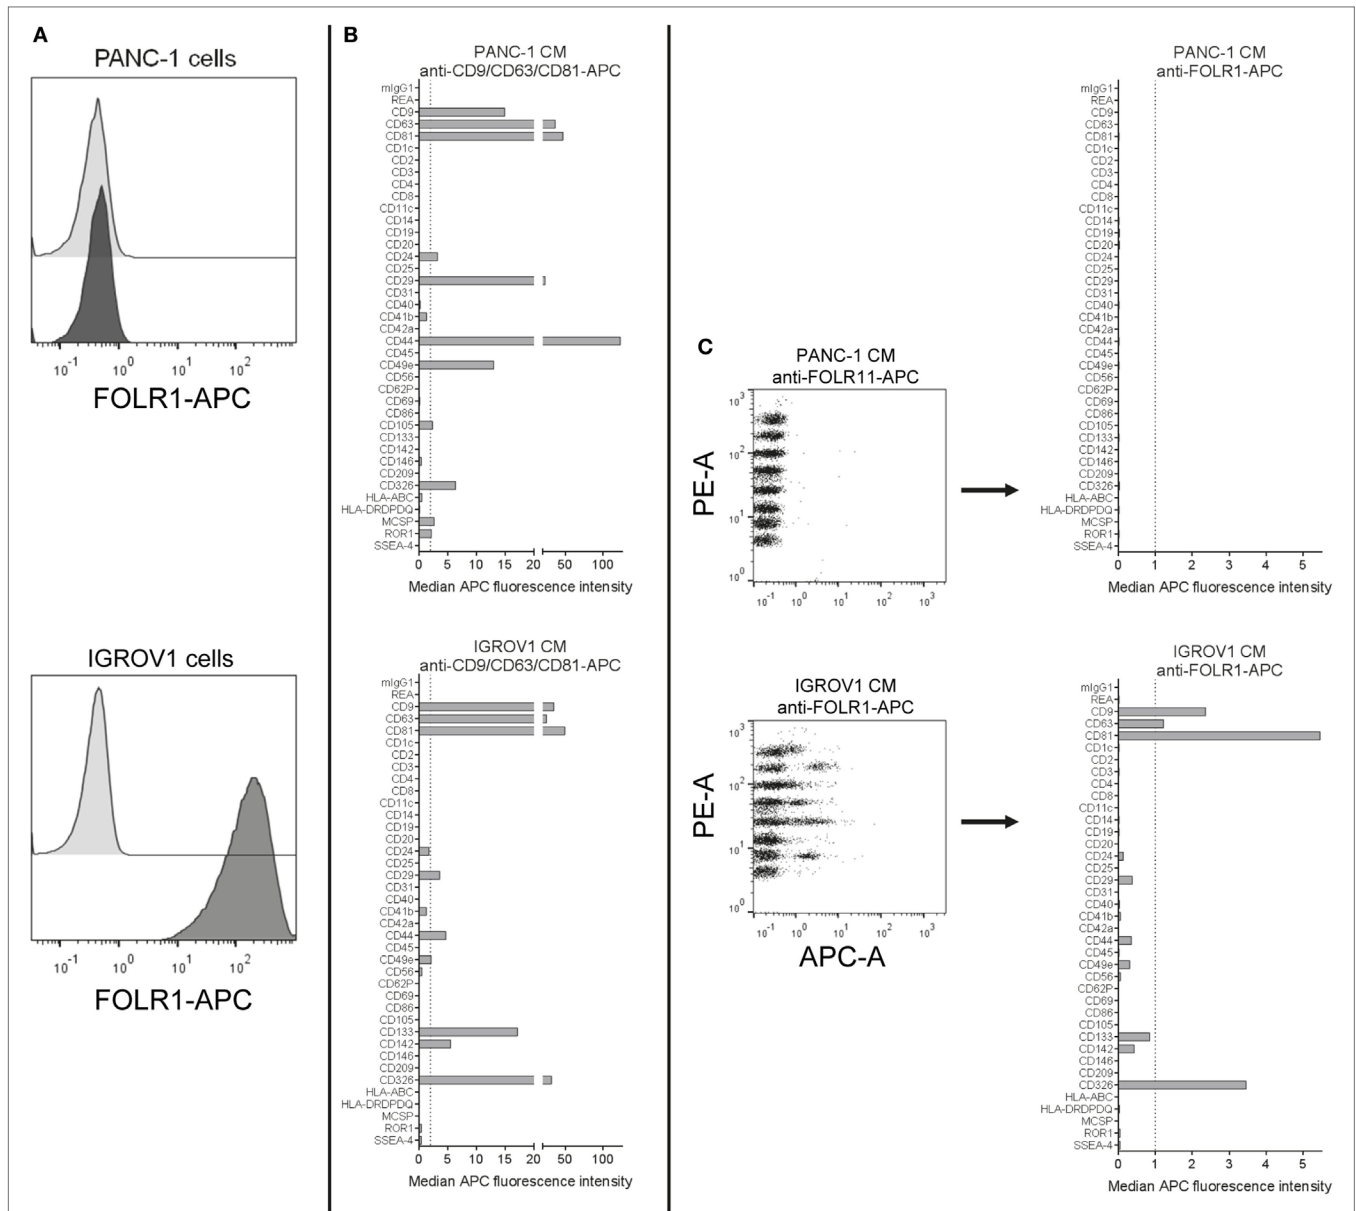 A
PANC-1 cells
10-1 100 101 102
FOLR1-APC
IGROV1 cells
10-1 100 101 102
FOLR1-APC
B
PANC-1 CM
anti-CD9/CD63/CD81-APC
mIgG1
REA
CD9
CD63
CD81
CD1c
CD2
CD3
CD4
CD8
CD11c
CD14
CD19
CD20
CD24
CD25
CD29
CD31
CD40
CD41b
CD42a
CD44
CD45
CD49e
CD56
CD62P
CD69
CD86
CD105
CD133
CD142
CD146
CD209
CD326
HLA-ABC
HLA-DRDPDQ
MCSP
ROR1
SSEA-4
0 5 10 15 20 50 100
Median APC fluorescence intensity
IGROV1 CM
anti-CD9/CD63/CD81-APC
mIgG1
REA
CD9
CD63
CD81
CD1c
CD2
CD3
CD4
CD8
CD11c
CD14
CD19
CD20
CD24
CD25
CD29
CD31
CD40
CD41b
CD42a
CD44
CD45
CD49e
CD56
CD62P
CD69
CD86
CD105
CD133
CD142
CD146
CD209
CD326
HLA-ABC
HLA-DRDPDQ
MCSP
ROR1
SSEA-4
0 5 10 15 20 50 100
Median APC fluorescence intensity
C
PANC-1 CM
anti-FOLR11-APC
PE-A
103
102
101
100
10-1 100 101 102 103
PANC-1 CM
anti-FOLR1-APC
mIgG1
REA
CD9
CD63
CD81
CD1c
CD2
CD3
CD4
CD8
CD11c
CD14
CD19
CD20
CD24
CD25
CD29
CD31
CD40
CD41b
CD42a
CD44
CD45
CD49e
CD56
CD62P
CD69
CD86
CD105
CD133
CD142
CD146
CD209
CD326
HLA-ABC
HLA-DRDPDQ
MCSP
ROR1
SSEA-4
0 1 2 3 4 5
Median APC fluorescence intensity
IGROV1 CM
anti-FOLR1-APC
PE-A
103
102
101
100
10-1 100 101 102 103
APC-A
IGROV1 CM
anti-FOLR1-APC
mIgG1
REA
CD9
CD63
CD81
CD1c
CD2
CD3
CD4
CD8
CD11c
CD14
CD19
CD20
CD24
CD25
CD29
CD31
CD40
CD41b
CD42a
CD44
CD45
CD49e
CD56
CD62P
CD69
CD86
CD105
CD133
CD142
CD146
CD209
CD326
HLA-ABC
HLA-DRDPDQ
MCSP
ROR1
SSEA-4
0 1 2 3 4 5
Median APC fluorescence intensity